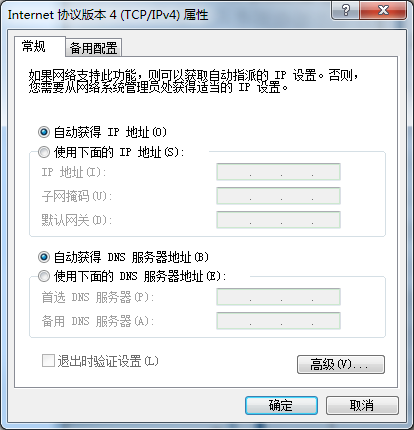 Internet 协议版本 4 (TCP/IPv4) 属性
常规 备用配置
如果网络支持此功能，则可以获取自动指派的 IP 设置。否则，
您需要从网络系统管理员处获得适当的 IP 设置。
自动获得 IP 地址(O)
使用下面的 IP 地址(S):
IP 地址(I):
子网掩码(U):
默认网关(D):
自动获得 DNS 服务器地址(B)
使用下面的 DNS 服务器地址(E):
首选 DNS 服务器(P):
备用 DNS 服务器(A):
退出时验证设置(L)
高级(V)...
确定 取消